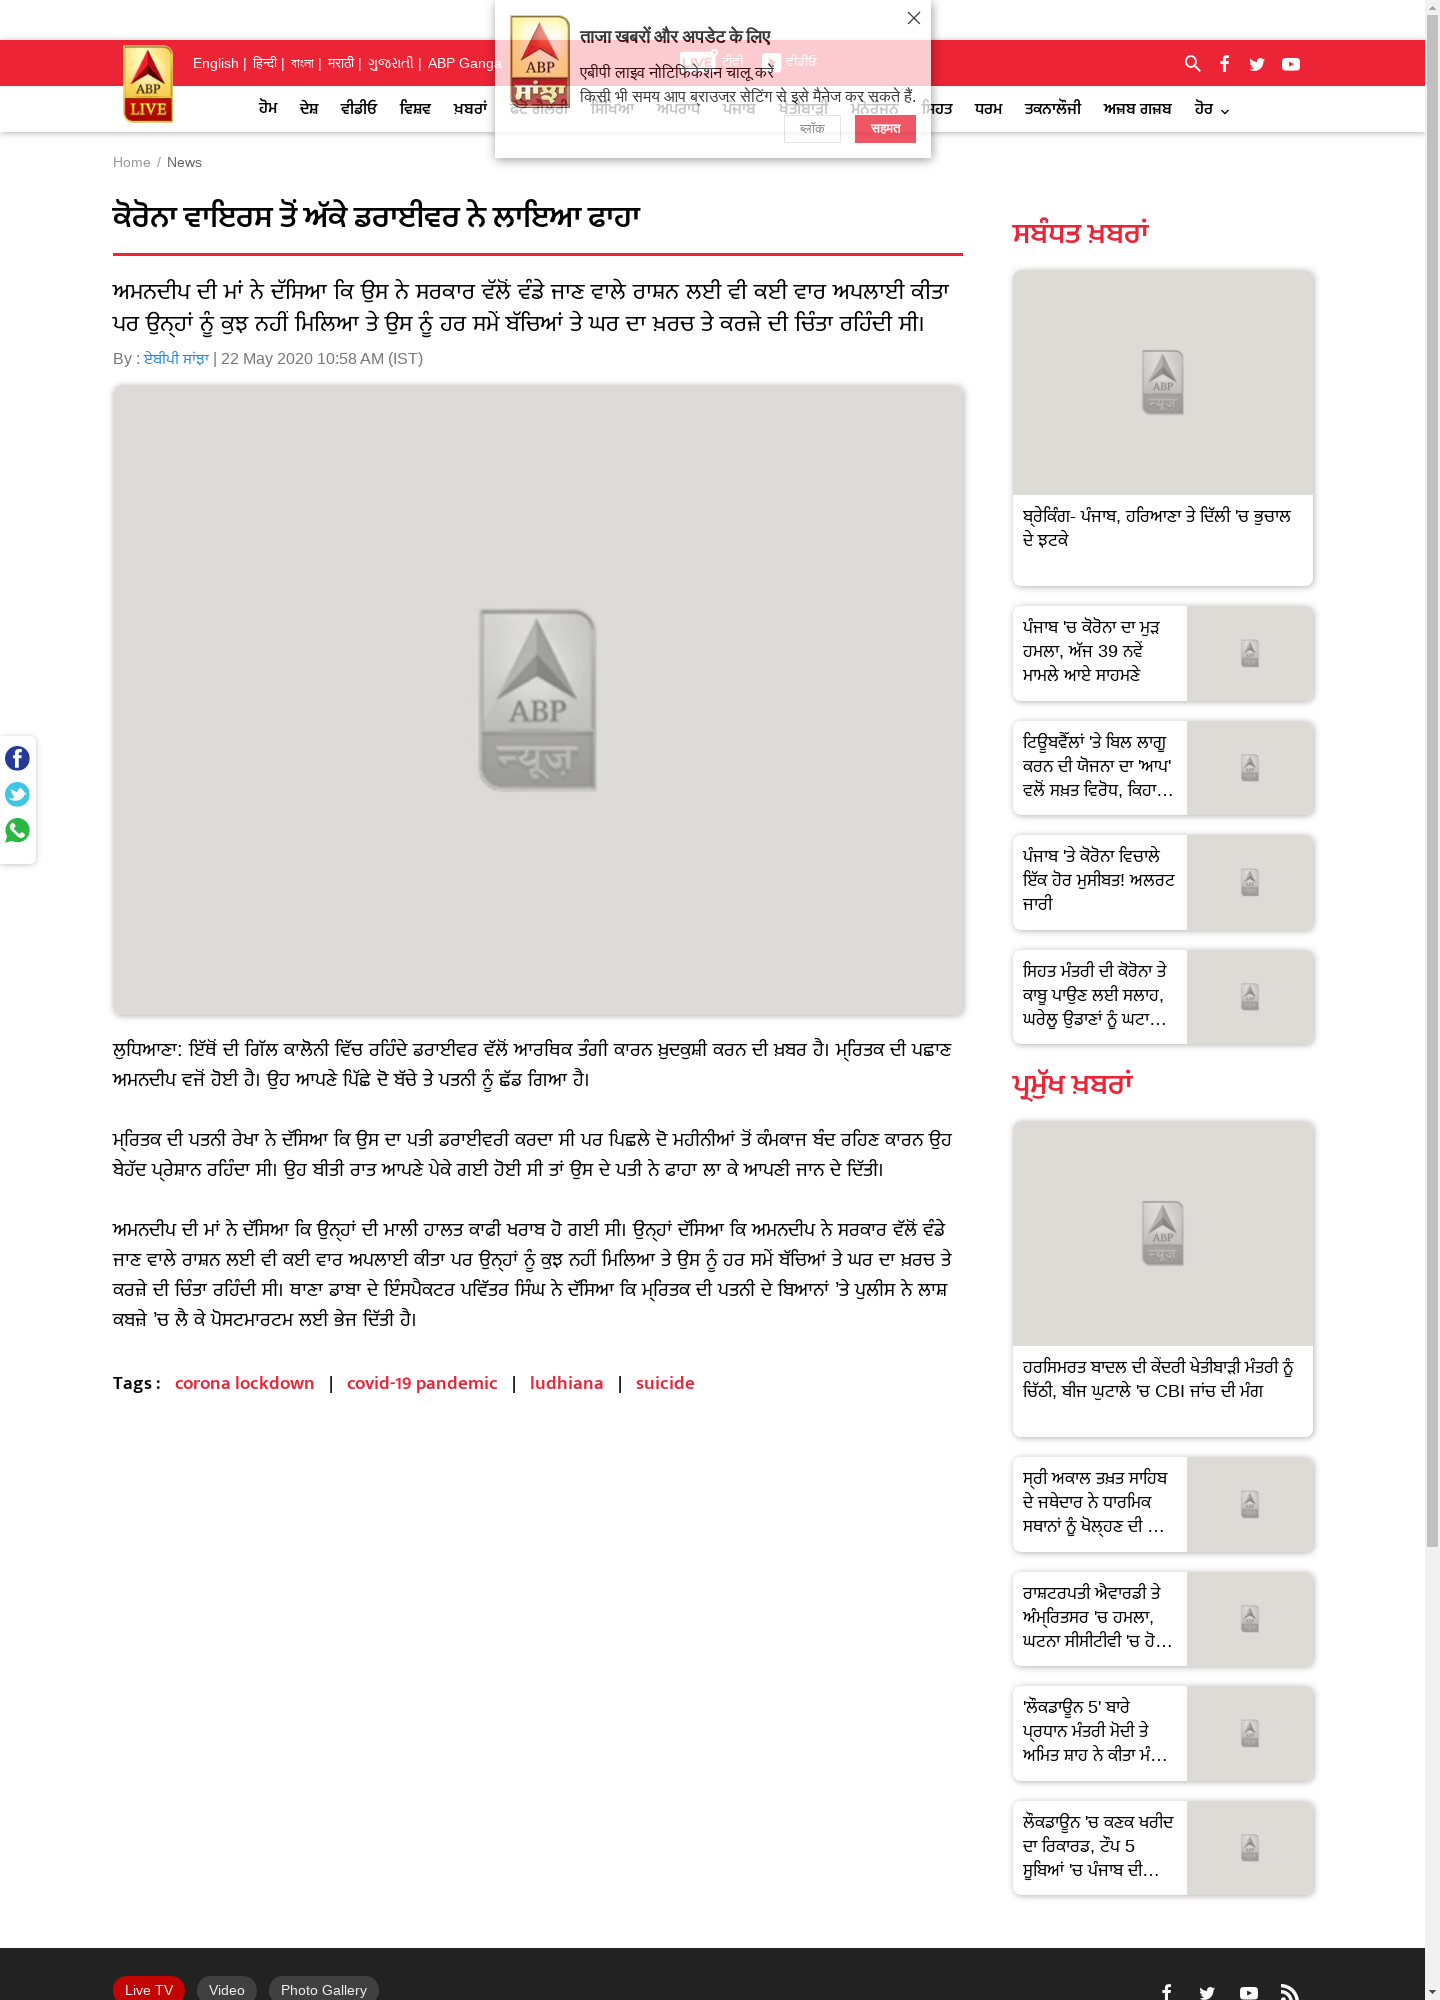 ताजा खबरों और अपडेट के लिए
एबीपी लाइव नोटिफिकेशन चालू करें
किसी भी समय आप ब्राउजर सेटिंग से इसे मैनेज कर सकते हैं.
ब्लॉक
सहमत
ABP
सांझा
ABP
LIVE
English | हिन्दी | বাংলা | मराठी | ગુજરાતી | ABP Ganga
LIVE टीवी वीडीओ
ਹੋਮ ਦੇਸ਼ ਵੀਡੀਓ ਵਿਸ਼ਵ ਖ਼ਬਰਾਂ ਫੋਟੋ ਗੈਲਰੀ ਸਿੱਖਿਆ ਅਪਰਾਧ ਪੰਜਾਬ ਖੇਤੀਬਾੜੀ ਮਨੋਰੰਜਨ ਸਿਹਤ ਧਰਮ ਤਕਨਾਲੌਜੀ ਅਜ਼ਬ ਗਜ਼ਬ ਹੋਰ
Home / News
ਕੋਰੋਨਾ ਵਾਇਰਸ ਤੋਂ ਅੱਕੇ ਡਰਾਈਵਰ ਨੇ ਲਾਇਆ ਫਾਹਾ
ਅਮਨਦੀਪ ਦੀ ਮਾਂ ਨੇ ਦੱਸਿਆ ਕਿ ਉਸ ਨੇ ਸਰਕਾਰ ਵੱਲੋਂ ਵੰਡੇ ਜਾਣ ਵਾਲੇ ਰਾਸ਼ਨ ਲਈ ਵੀ ਕਈ ਵਾਰ ਅਪਲਾਈ ਕੀਤਾ
ਪਰ ਉਨ੍ਹਾਂ ਨੂੰ ਕੁਝ ਨਹੀਂ ਮਿਲਿਆ ਤੇ ਉਸ ਨੂੰ ਹਰ ਸਮੇਂ ਬੱਚਿਆਂ ਤੇ ਘਰ ਦਾ ਖ਼ਰਚ ਤੇ ਕਰਜ਼ੇ ਦੀ ਚਿੰਤਾ ਰਹਿੰਦੀ ਸੀ।
By : ਏਬੀਪੀ ਸਾਂਝਾ | 22 May 2020 10:58 AM (IST)
ABP
न्यूज़
ਲੁਧਿਆਣਾ: ਇੱਥੋਂ ਦੀ ਗਿੱਲ ਕਾਲੋਨੀ ਵਿੱਚ ਰਹਿੰਦੇ ਡਰਾਈਵਰ ਵੱਲੋਂ ਆਰਥਿਕ ਤੰਗੀ ਕਾਰਨ ਖ਼ੁਦਕੁਸ਼ੀ ਕਰਨ ਦੀ ਖ਼ਬਰ ਹੈ। ਮ੍ਰਿਤਕ ਦੀ ਪਛਾਣ
ਅਮਨਦੀਪ ਵਜੋਂ ਹੋਈ ਹੈ। ਉਹ ਆਪਣੇ ਪਿੱਛੇ ਦੋ ਬੱਚੇ ਤੇ ਪਤਨੀ ਨੂੰ ਛੱਡ ਗਿਆ ਹੈ।
ਮ੍ਰਿਤਕ ਦੀ ਪਤਨੀ ਰੇਖਾ ਨੇ ਦੱਸਿਆ ਕਿ ਉਸ ਦਾ ਪਤੀ ਡਰਾਈਵਰੀ ਕਰਦਾ ਸੀ ਪਰ ਪਿਛਲੇ ਦੋ ਮਹੀਨੀਆਂ ਤੋਂ ਕੰਮਕਾਜ ਬੰਦ ਰਹਿਣ ਕਾਰਨ ਉਹ
ਬੇਹੱਦ ਪ੍ਰੇਸ਼ਾਨ ਰਹਿੰਦਾ ਸੀ। ਉਹ ਬੀਤੀ ਰਾਤ ਆਪਣੇ ਪੇਕੇ ਗਈ ਹੋਈ ਸੀ ਤਾਂ ਉਸ ਦੇ ਪਤੀ ਨੇ ਫਾਹਾ ਲਾ ਕੇ ਆਪਣੀ ਜਾਨ ਦੇ ਦਿੱਤੀ।
ਅਮਨਦੀਪ ਦੀ ਮਾਂ ਨੇ ਦੱਸਿਆ ਕਿ ਉਨ੍ਹਾਂ ਦੀ ਮਾਲੀ ਹਾਲਤ ਕਾਫੀ ਖਰਾਬ ਹੋ ਗਈ ਸੀ। ਉਨ੍ਹਾਂ ਦੱਸਿਆ ਕਿ ਅਮਨਦੀਪ ਨੇ ਸਰਕਾਰ ਵੱਲੋਂ ਵੰਡੇ
ਜਾਣ ਵਾਲੇ ਰਾਸ਼ਨ ਲਈ ਵੀ ਕਈ ਵਾਰ ਅਪਲਾਈ ਕੀਤਾ ਪਰ ਉਨ੍ਹਾਂ ਨੂੰ ਕੁਝ ਨਹੀਂ ਮਿਲਿਆ ਤੇ ਉਸ ਨੂੰ ਹਰ ਸਮੇਂ ਬੱਚਿਆਂ ਤੇ ਘਰ ਦਾ ਖ਼ਰਚ ਤੇ
ਕਰਜ਼ੇ ਦੀ ਚਿੰਤਾ ਰਹਿੰਦੀ ਸੀ। ਥਾਣਾ ਡਾਬਾ ਦੇ ਇੰਸਪੈਕਟਰ ਪਵਿੱਤਰ ਸਿੰਘ ਨੇ ਦੱਸਿਆ ਕਿ ਮ੍ਰਿਤਕ ਦੀ ਪਤਨੀ ਦੇ ਬਿਆਨਾਂ 'ਤੇ ਪੁਲੀਸ ਨੇ ਲਾਸ਼
ਕਬਜ਼ੇ 'ਚ ਲੈ ਕੇ ਪੋਸਟਮਾਰਟਮ ਲਈ ਭੇਜ ਦਿੱਤੀ ਹੈ।
Tags : corona lockdown | covid-19 pandemic | ludhiana | suicide
ਸਬੰਧਤ ਖ਼ਬਰਾਂ
ABP
न्यूज़
ਬ੍ਰੇਕਿੰਗ- ਪੰਜਾਬ, ਹਰਿਆਣਾ ਤੇ ਦਿੱਲੀ 'ਚ ਭੁਚਾਲ
ਦੇ ਝਟਕੇ
ਪੰਜਾਬ 'ਚ ਕੋਰੋਨਾ ਦਾ ਮੁੜ
ਹਮਲਾ, ਅੱਜ 39 ਨਵੇਂ
ਮਾਮਲੇ ਆਏ ਸਾਹਮਣੇ
ਟਿਊਬਵੈੱਲਾਂ 'ਤੇ ਬਿਲ ਲਾਗੂ
ਕਰਨ ਦੀ ਯੋਜਨਾ ਦਾ 'ਆਪ'
ਵਲੋਂ ਸਖ਼ਤ ਵਿਰੋਧ, ਕਿਹਾ...
ਪੰਜਾਬ 'ਤੇ ਕੋਰੋਨਾ ਵਿਚਾਲੇ
ਇੱਕ ਹੋਰ ਮੁਸੀਬਤ! ਅਲਰਟ
ਜਾਰੀ
ਸਿਹਤ ਮੰਤਰੀ ਦੀ ਕੋਰੋਨਾ ਤੇ
ਕਾਬੂ ਪਾਉਣ ਲਈ ਸਲਾਹ,
ਘਰੇਲੂ ਉਡਾਣਾਂ ਨੂੰ ਘਟਾ...
ਪ੍ਰਮੁੱਖ ਖ਼ਬਰਾਂ
ABP
न्यूज़
ਹਰਸਿਮਰਤ ਬਾਦਲ ਦੀ ਕੇਂਦਰੀ ਖੇਤੀਬਾੜੀ ਮੰਤਰੀ ਨੂੰ
ਚਿੱਠੀ, ਬੀਜ ਘੁਟਾਲੇ 'ਚ CBI ਜਾਂਚ ਦੀ ਮੰਗ
ਸ੍ਰੀ ਅਕਾਲ ਤਖ਼ਤ ਸਾਹਿਬ
ਦੇ ਜਥੇਦਾਰ ਨੇ ਧਾਰਮਿਕ
ਸਥਾਨਾਂ ਨੂੰ ਖੋਲ੍ਹਣ ਦੀ ...
ਰਾਸ਼ਟਰਪਤੀ ਐਵਾਰਡੀ ਤੇ
ਅੰਮ੍ਰਿਤਸਰ 'ਚ ਹਮਲਾ,
ਘਟਨਾ ਸੀਸੀਟੀਵੀ 'ਚ ਹੋ...
'ਲੌਕਡਾਊਨ 5' ਬਾਰੇ
ਪ੍ਰਧਾਨ ਮੰਤਰੀ ਮੋਦੀ ਤੇ
ਅਮਿਤ ਸ਼ਾਹ ਨੇ ਕੀਤਾ ਮੰ...
ਲੌਕਡਾਊਨ 'ਚ ਕਣਕ ਖਰੀਦ
ਦਾ ਰਿਕਾਰਡ, ਟੌਪ 5
ਸੂਬਿਆਂ 'ਚ ਪੰਜਾਬ ਦੀ...
Live TV Video Photo Gallery